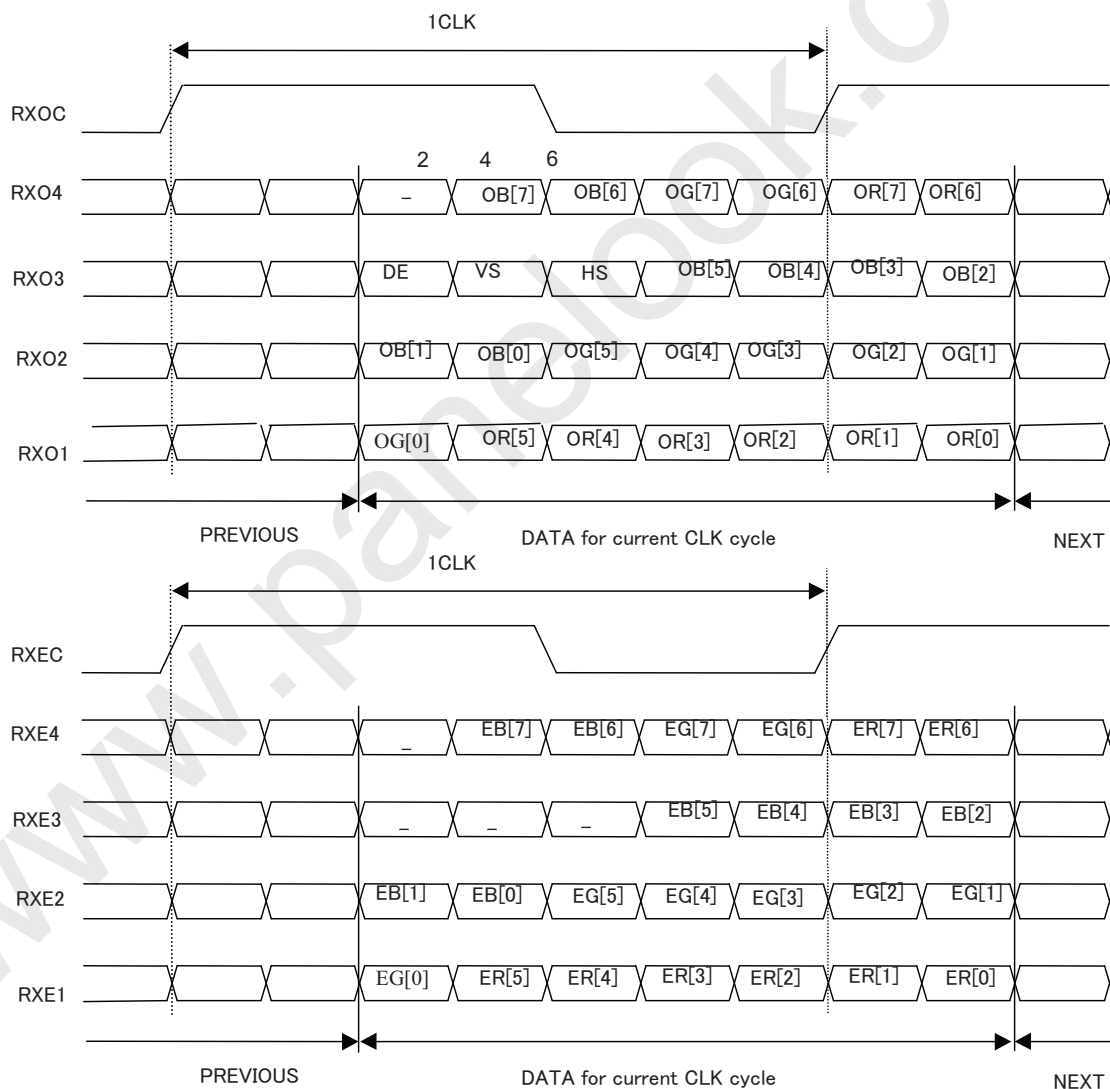 1CLK
RXOC
2 4 6
RXO4 _ OB[7] OB[6] OG[7] OG[6] OR[7] OR[6]
RXO3 DE VS HS OB[5] OB[4] OB[3] OB[2]
RXO2 OB[1] OB[0] OG[5] OG[4] OG[3] OG[2] OG[1]
RXO1 OG[0] OR[5] OR[4] OR[3] OR[2] OR[1] OR[0]
PREVIOUS DATA for current CLK cycle NEXT
1CLK
RXEC
RXE4 _ EB[7] EB[6] EG[7] EG[6] ER[7] ER[6]
RXE3 _ _ _ EB[5] EB[4] EB[3] EB[2]
RXE2 EB[1] EB[0] EG[5] EG[4] EG[3] EG[2] EG[1]
RXE1 EG[0] ER[5] ER[4] ER[3] ER[2] ER[1] ER[0]
PREVIOUS DATA for current CLK cycle NEXT
www.panelook.c